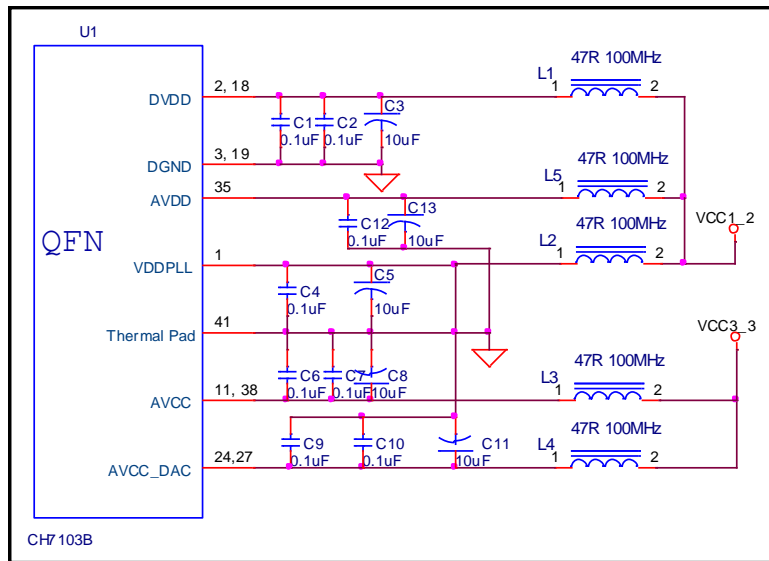 U1
47R 100MHz
L1
1
2
2, 18
DVDD
C1
0.1uF
C2
0.1uF
C3
10uF
3, 19
DGND
47R 100MHz
L5
1
2
35
AVDD
C12
0.1uF
C13
10uF
QFN
47R 100MHz
L2
1
2
VCC1_2
1
VDDPLL
C4
0.1uF
C5
10uF
41
Thermal Pad
VCC3_3
C6
0.1uF
C7
0.1uF
C8
10uF
47R 100MHz
L3
1
2
11, 38
AVCC
C9
0.1uF
C10
0.1uF
C11
10uF
47R 100MHz
L4
1
2
24,27
AVCC_DAC
CH7103B